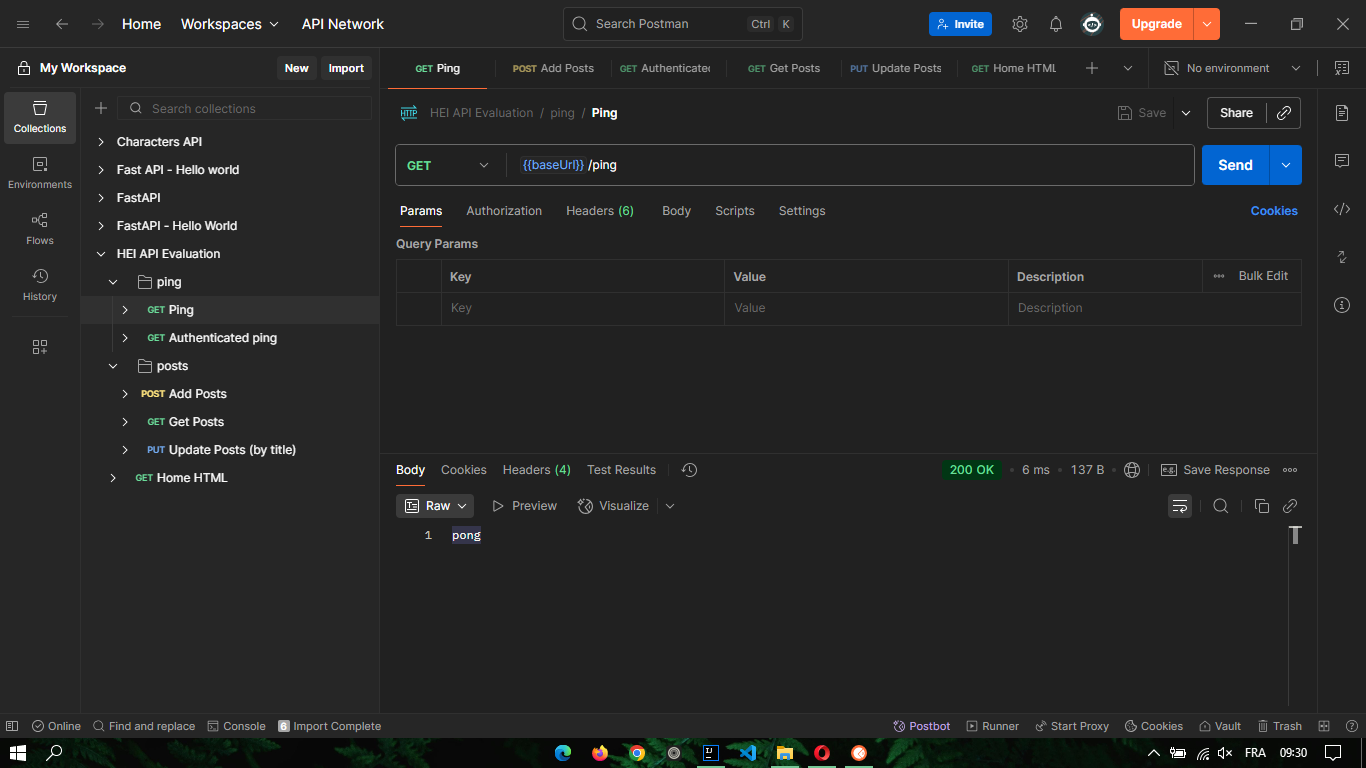 Home Workspaces API Network Search Postman Ctrl K Invite Upgrade
My Workspace New Import GET Ping POST Add Posts GET Authenticated GET Get Posts PUT Update Posts GET Home HTML No environment
Collections
Environments
Flows
History
Search collections
Characters API
Fast API - Hello world
FastAPI
FastAPI - Hello World
HEI API Evaluation
ping
GET Ping
GET Authenticated ping
posts
POST Add Posts
GET Get Posts
PUT Update Posts (by title)
GET Home HTML
HTTP HEI API Evaluation / ping / Ping Save Share
GET {{baseUrl}} /ping Send
Params Authorization Headers (6) Body Scripts Settings Cookies
Query Params
Key Value Description Bulk Edit
Key Value Description
Body Cookies Headers (4) Test Results 200 OK • 6 ms • 137 B • e.g. Save Response
Raw Preview Visualize
1 pong
Online Find and replace Console 6 Import Complete Postbot Runner Start Proxy Cookies Vault Trash
IJ FRA 09:30